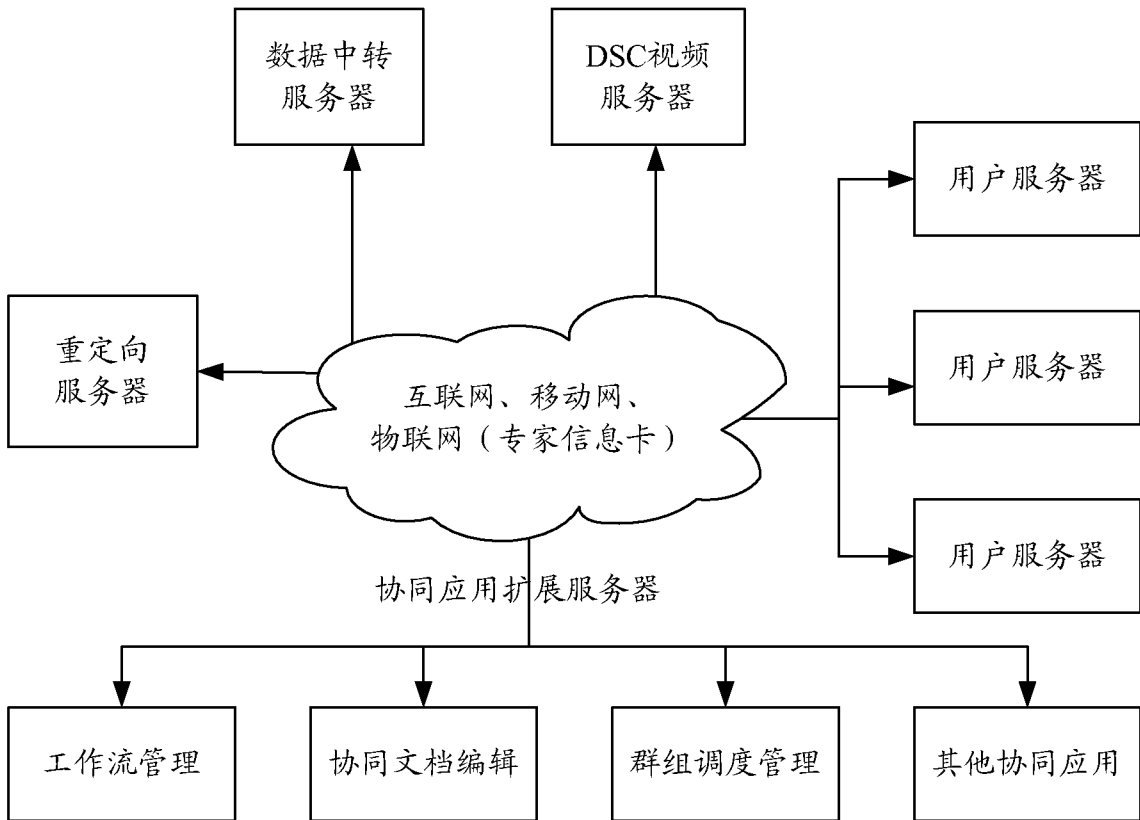 数据中转
服务器
DSC视频
服务器
用户服务器
重定向
服务器
用户服务器
互联网、移动网、
物联网（专家信息卡）
用户服务器
协同应用扩展服务器
工作流管理
协同文档编辑
群组调度管理
其他协同应用